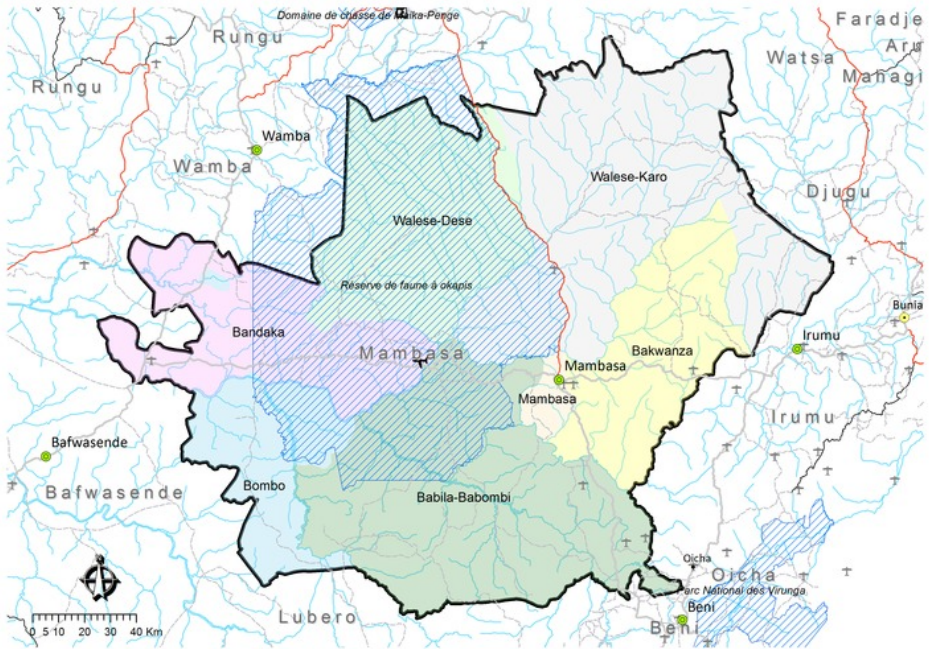 Domaine de chasse de Maika-Penge
Faradje
Rungu
Aru
Watsa
Mahagi
Rungu
Wamba
Wamba
Walese-Karo
Djugu
Walese-Dese
Réserve de faune à okapis
Bunia
Bandaka
Irumu
Mambasa
Bakwanza
Mambasa
Mambasa
Irumu
Bafwasende
Bafwasende
Bombo
Babila-Babombi
Oicha
Oicha
Parc National des Virunga
Beni
Lubero
Beni
0 5 10 20 30 40 Km